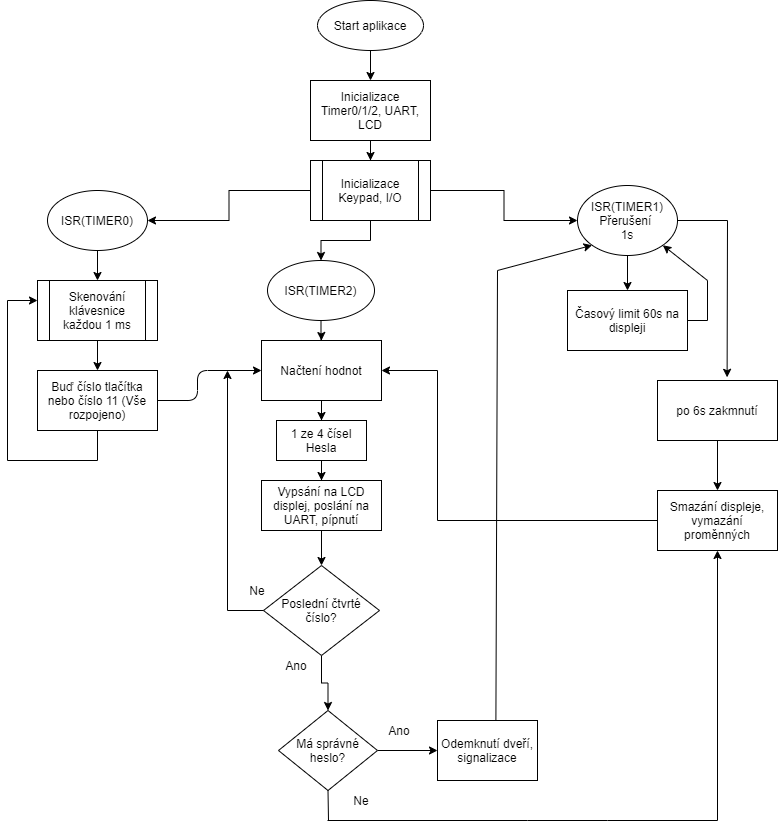 Start aplikace
Inicializace
Timer0/1/2, UART,
LCD
Inicializace
Keypad, I/O
ISR(TIMER0)
ISR(TIMER1)
Přerušení
1s
ISR(TIMER2)
Skenování
klávesnice
každou 1 ms
Časový limit 60s na
displeji
Načtení hodnot
Buď číslo tlačítka
nebo číslo 11 (Vše
rozpojeno)
po 6s zakmnutí
1 ze 4 čísel
Hesla
Vypsání na LCD
displej, poslání na
UART, pípnutí
Smazání displeje,
vymazání
proměnných
Ne
Poslední čtvrté
číslo?
Ano
Má správné
heslo?
Ano
Odemknutí dveří,
signalizace
Ne